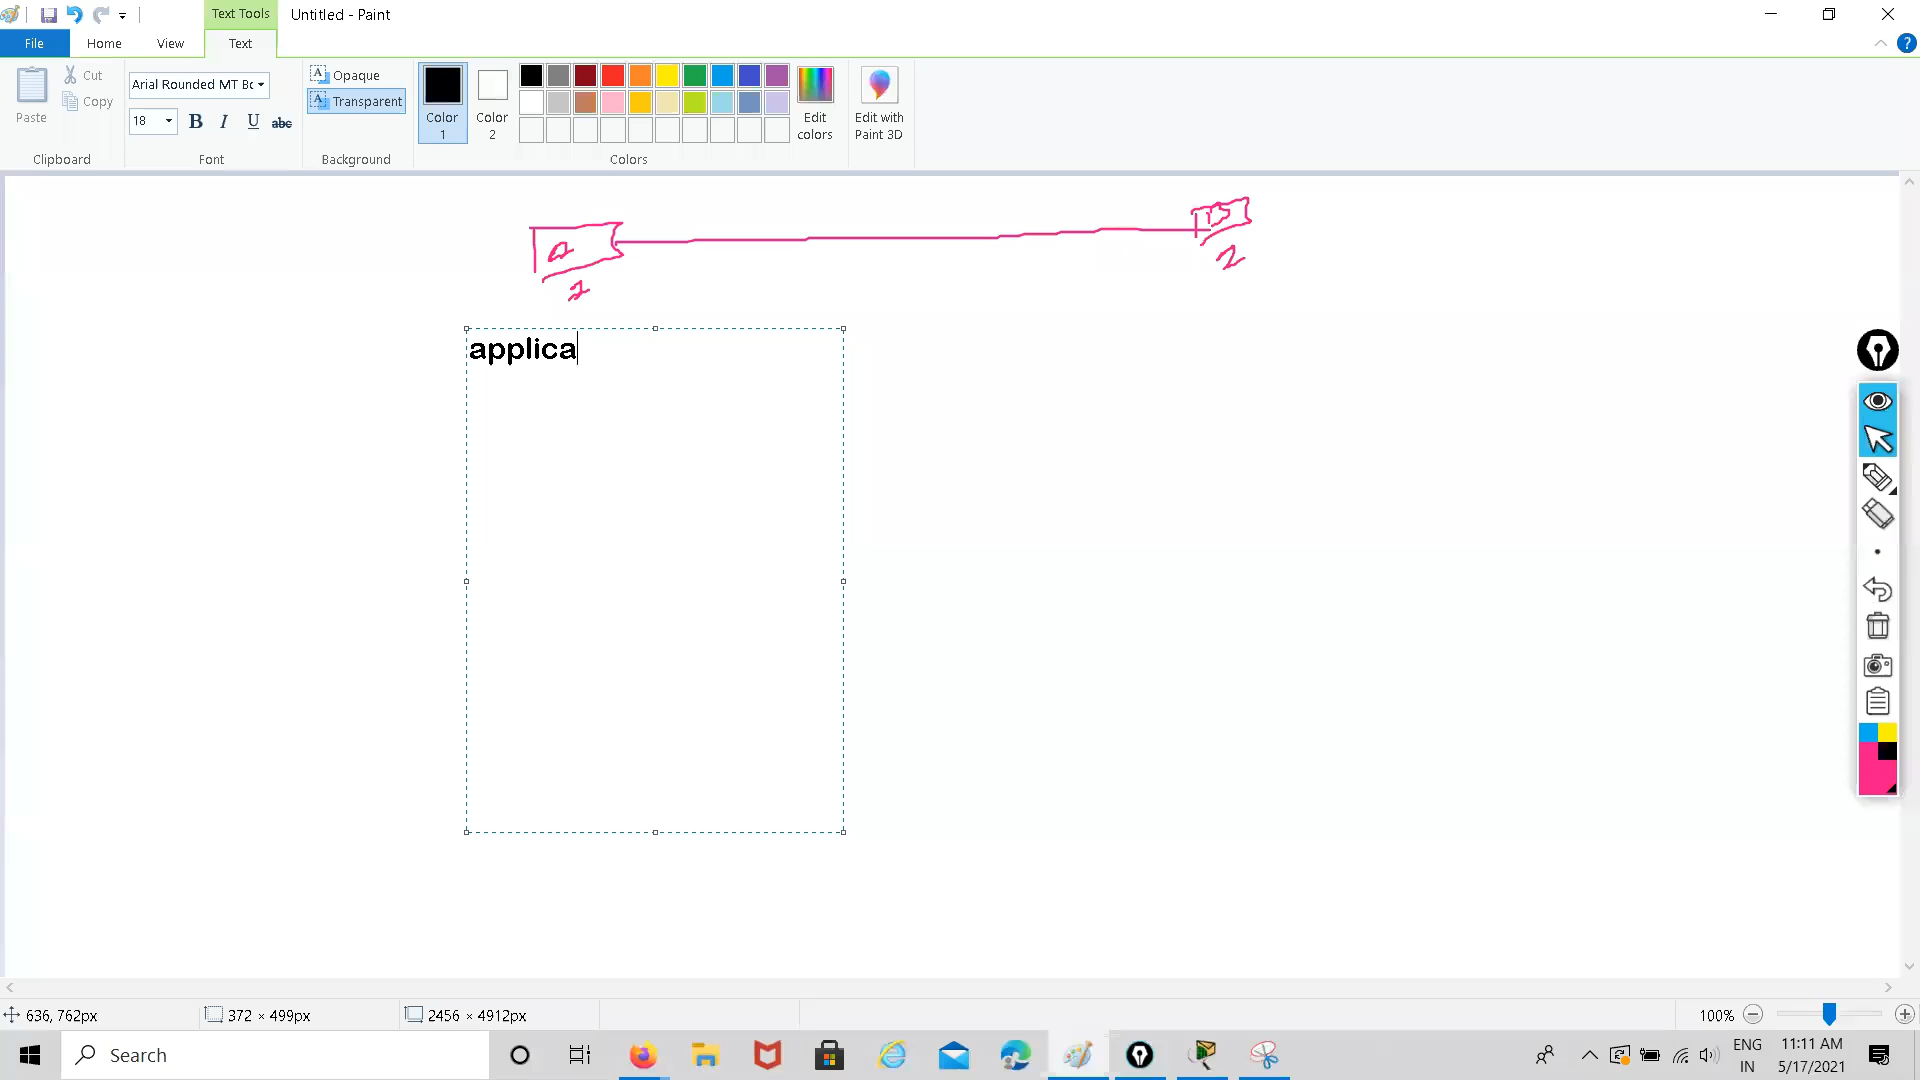 Text Tools
Untitled - Paint
File
Home
View
Text
Cut
Copy
Paste
Clipboard
Arial Rounded MT Bc
18
B I U abc
Font
Opaque
Transparent
Background
Color 1
Color 2
Edit colors
Colors
Edit with Paint 3D
B
2
2
applica
636, 762px
372 × 499px
2456 × 4912px
100%
Search
ENG
IN
11:11 AM
5/17/2021